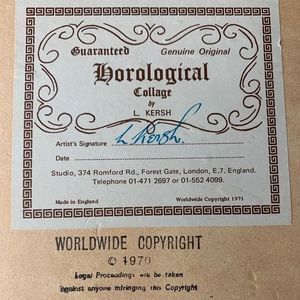 Guaranteed Genuine Original
Horological
Collage
by
L. KERSH
Artist's Signature L. Kersh.
Date
Studio, 374 Romford Rd., Forest Gate, London, E.7. England.
Telephone 01-471 2697 or 01-552 4099.
Made in England Worldwide Copyright 1971
WORLDWIDE COPYRIGHT
© 1970
Legal Proceedings will be taken
against anyone infringing this Copyright